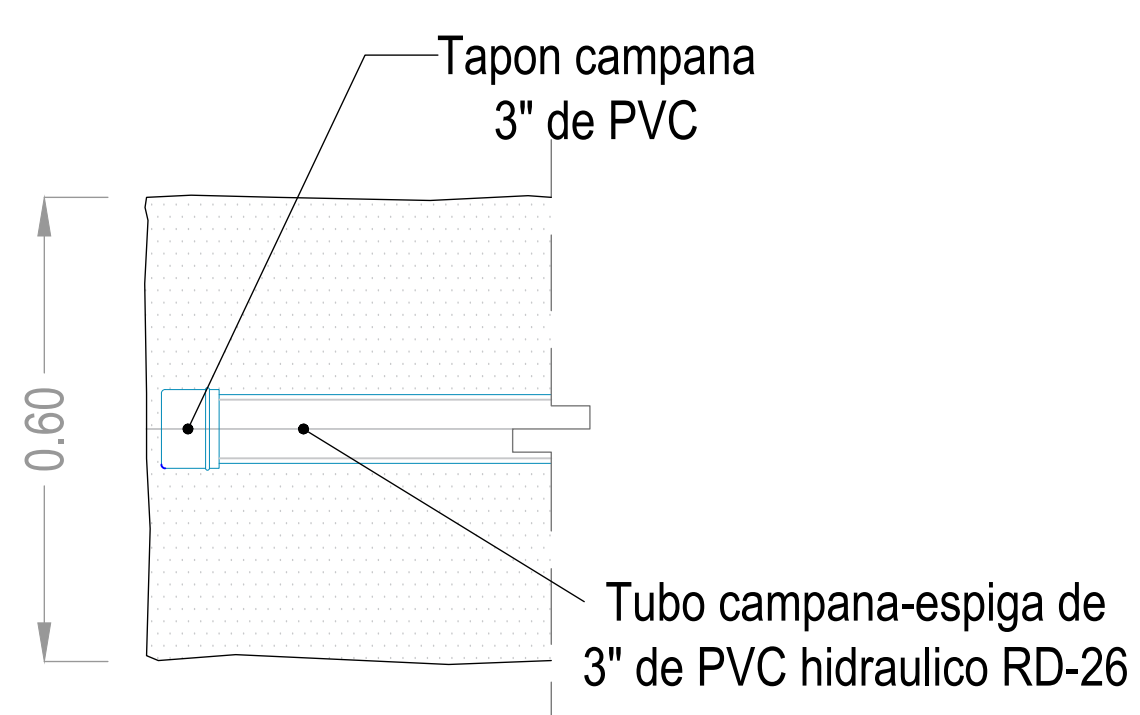 Tapon campana
3" de PVC
0.60
Tubo campana-espiga de
3" de PVC hidraulico RD-26